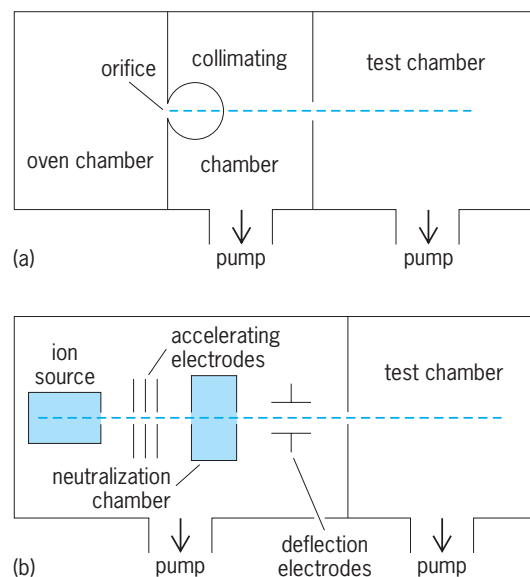 collimating
test chamber
orifice
oven chamber
chamber
pump
pump
(a)
accelerating
electrodes
ion
source
test chamber
neutralization
chamber
deflection
electrodes
pump
pump
(b)